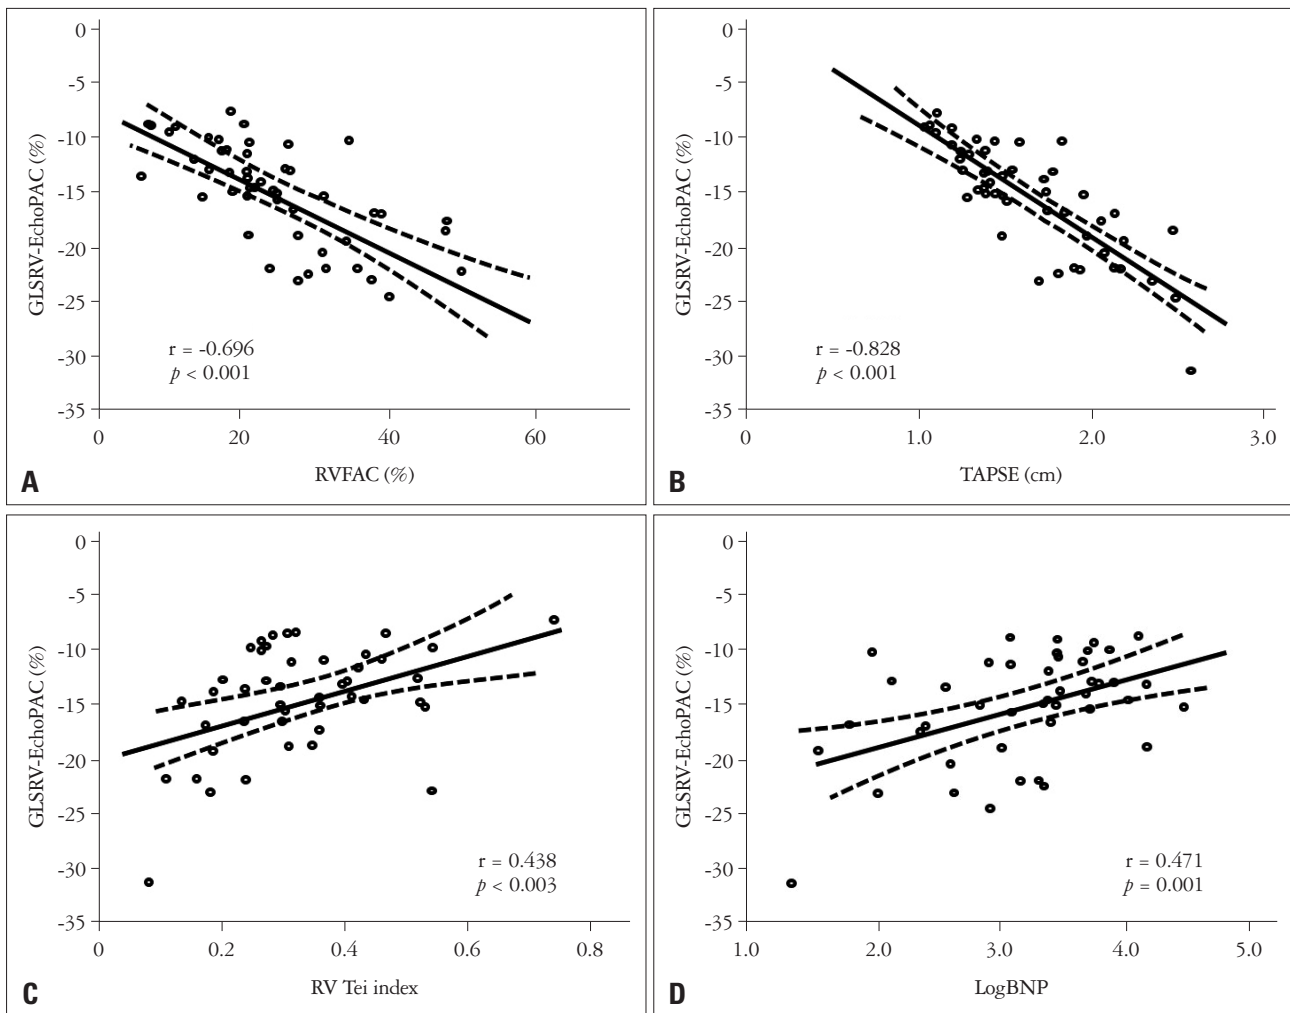 0
-5
-10
-15
-20
-25
-30
-35
GLSRV-EchoPAC (%)
r = -0.696
p < 0.001
0 20 40 60
RVFAC (%)
A
0
-5
-10
-15
-20
-25
-30
-35
GLSRV-EchoPAC (%)
r = -0.828
p < 0.001
0 1.0 2.0 3.0
TAPSE (cm)
B
0
-5
-10
-15
-20
-25
-30
-35
GLSRV-EchoPAC (%)
r = 0.438
p < 0.003
0 0.2 0.4 0.6 0.8
RV Tei index
C
0
-5
-10
-15
-20
-25
-30
-35
GLSRV-EchoPAC (%)
r = 0.471
p = 0.001
1.0 2.0 3.0 4.0 5.0
LogBNP
D